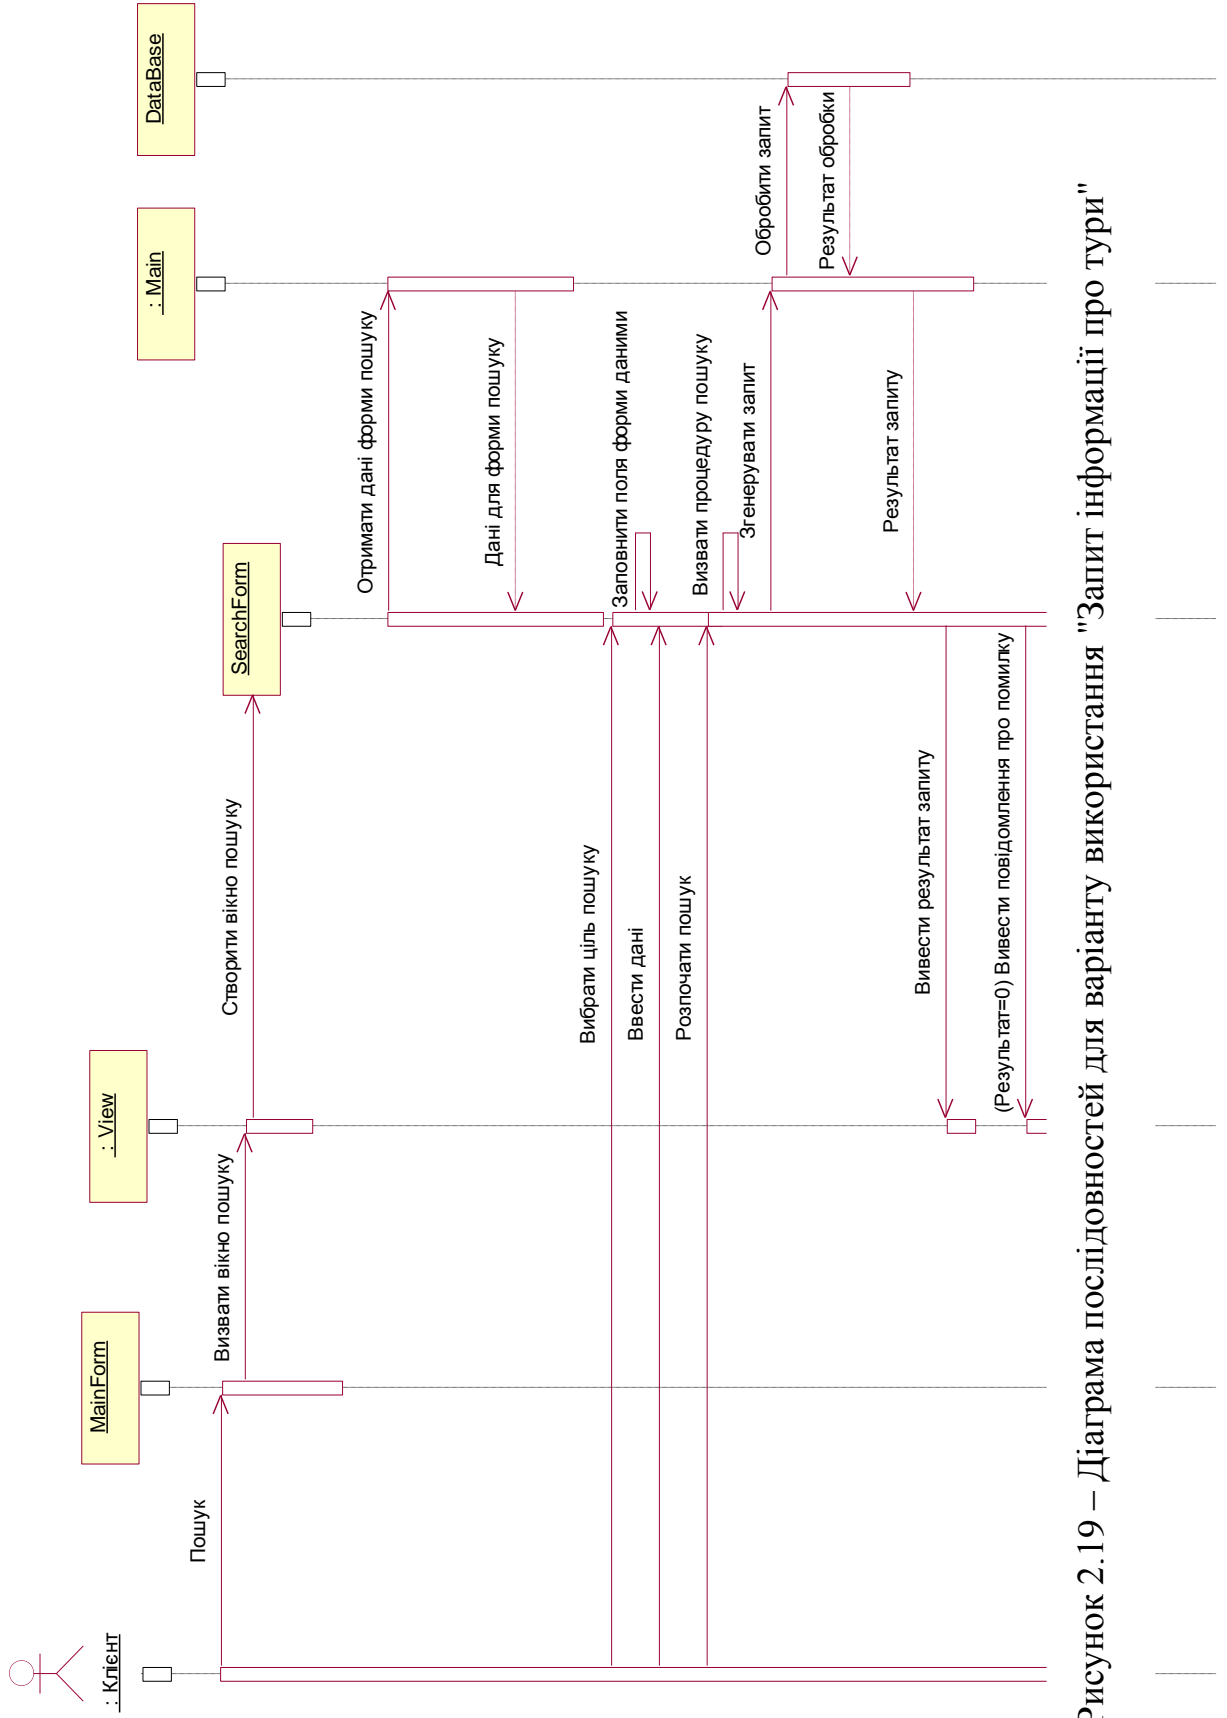 : Клієнт
MainForm
: View
SearchForm
: Main
DataBase
Пошук
Визвати вікно пошуку
Створити вікно пошуку
Отримати дані форми пошуку
Дані для форми пошуку
Вибрати ціль пошуку
Заповнити поля форми даними
Ввести дані
Розпочати пошук
Визвати процедуру пошуку
Згенерувати запит
Обробити запит
Результат обробки
Результат запиту
Вивести результат запиту
(Результат=0) Вивести повідомлення про помилку
Рисунок 2.19 – Діаграма послідовностей для варіанту використання "Запит інформації про тури"